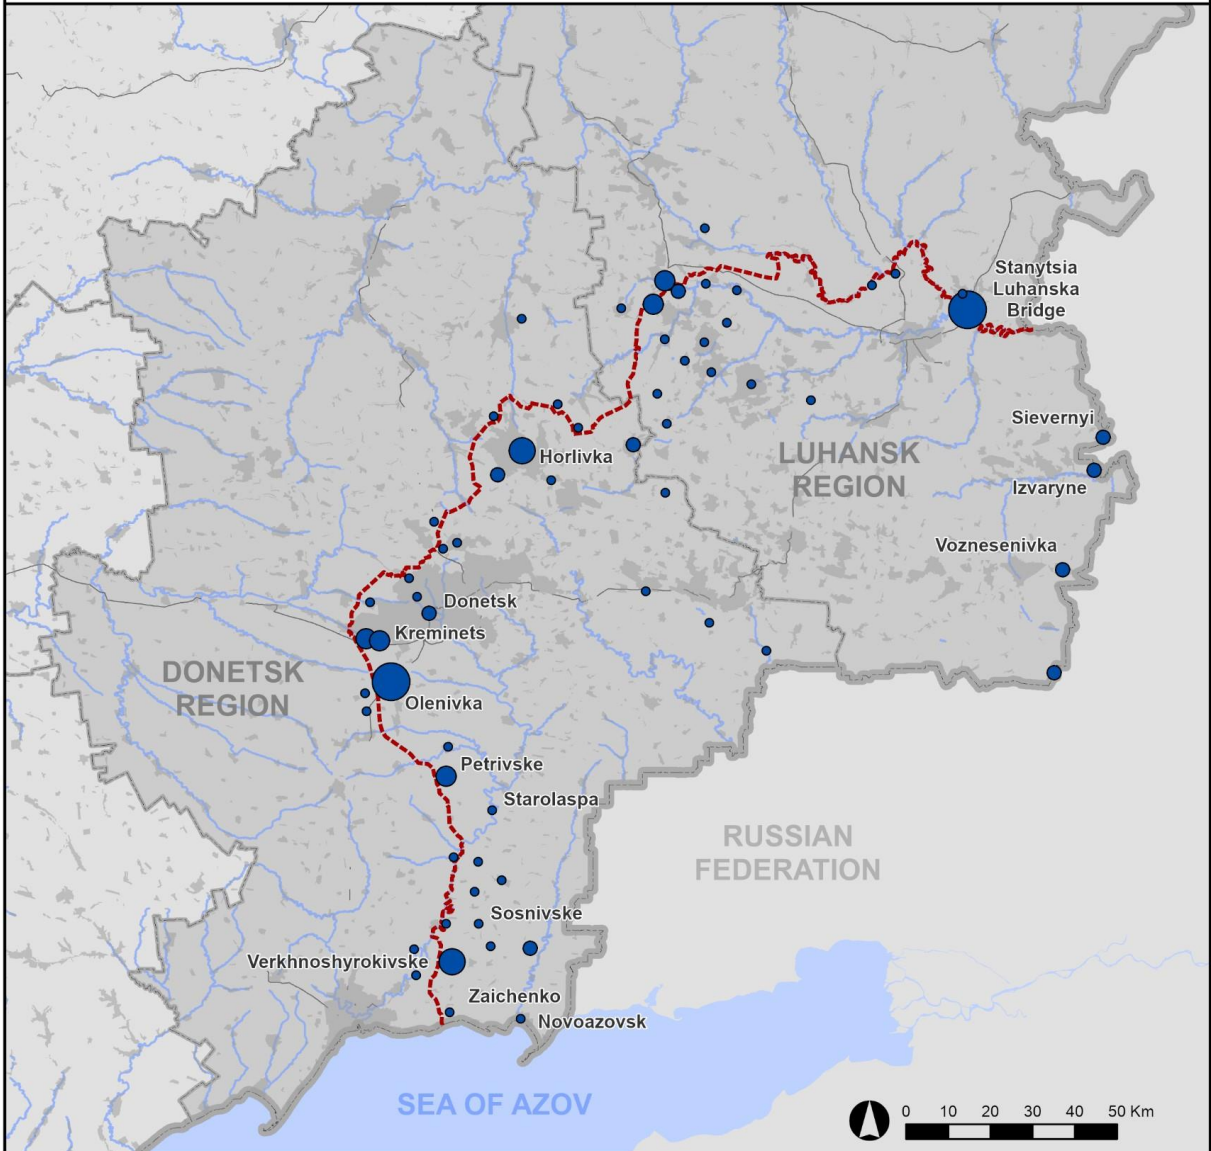 Stanytsia
Luhanska
Bridge
Sievernyi
Horlivka
LUHANSK
REGION
Izvaryne
Voznesenivka
Donetsk
Kreminets
DONETSK
REGION
Olenivka
Petrivske
Starolaspa
RUSSIAN
FEDERATION
Sosnivske
Verkhnoshyrokivske
Zaichenko
Novoazovsk
SEA OF AZOV
0 10 20 30 40 50 Km